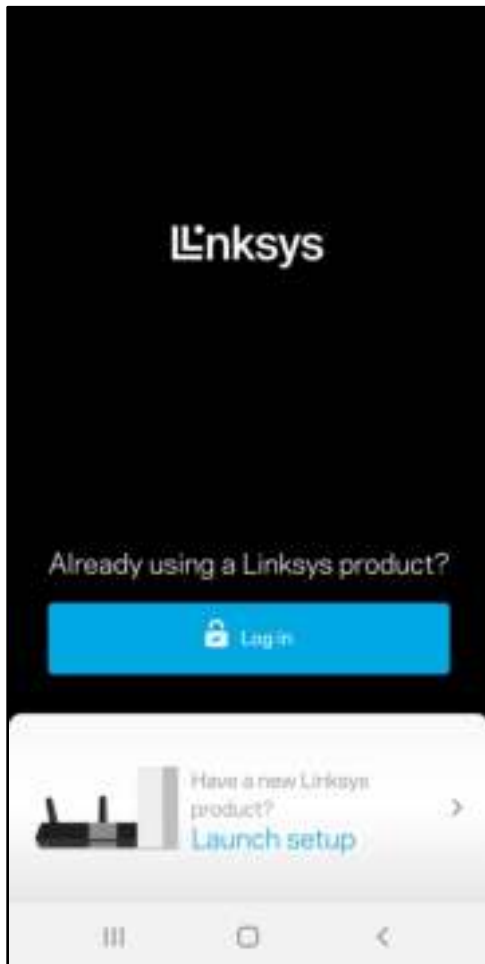 Linksys
Already using a Linksys product?
Log in
Have a new Linksys
product?
Launch setup